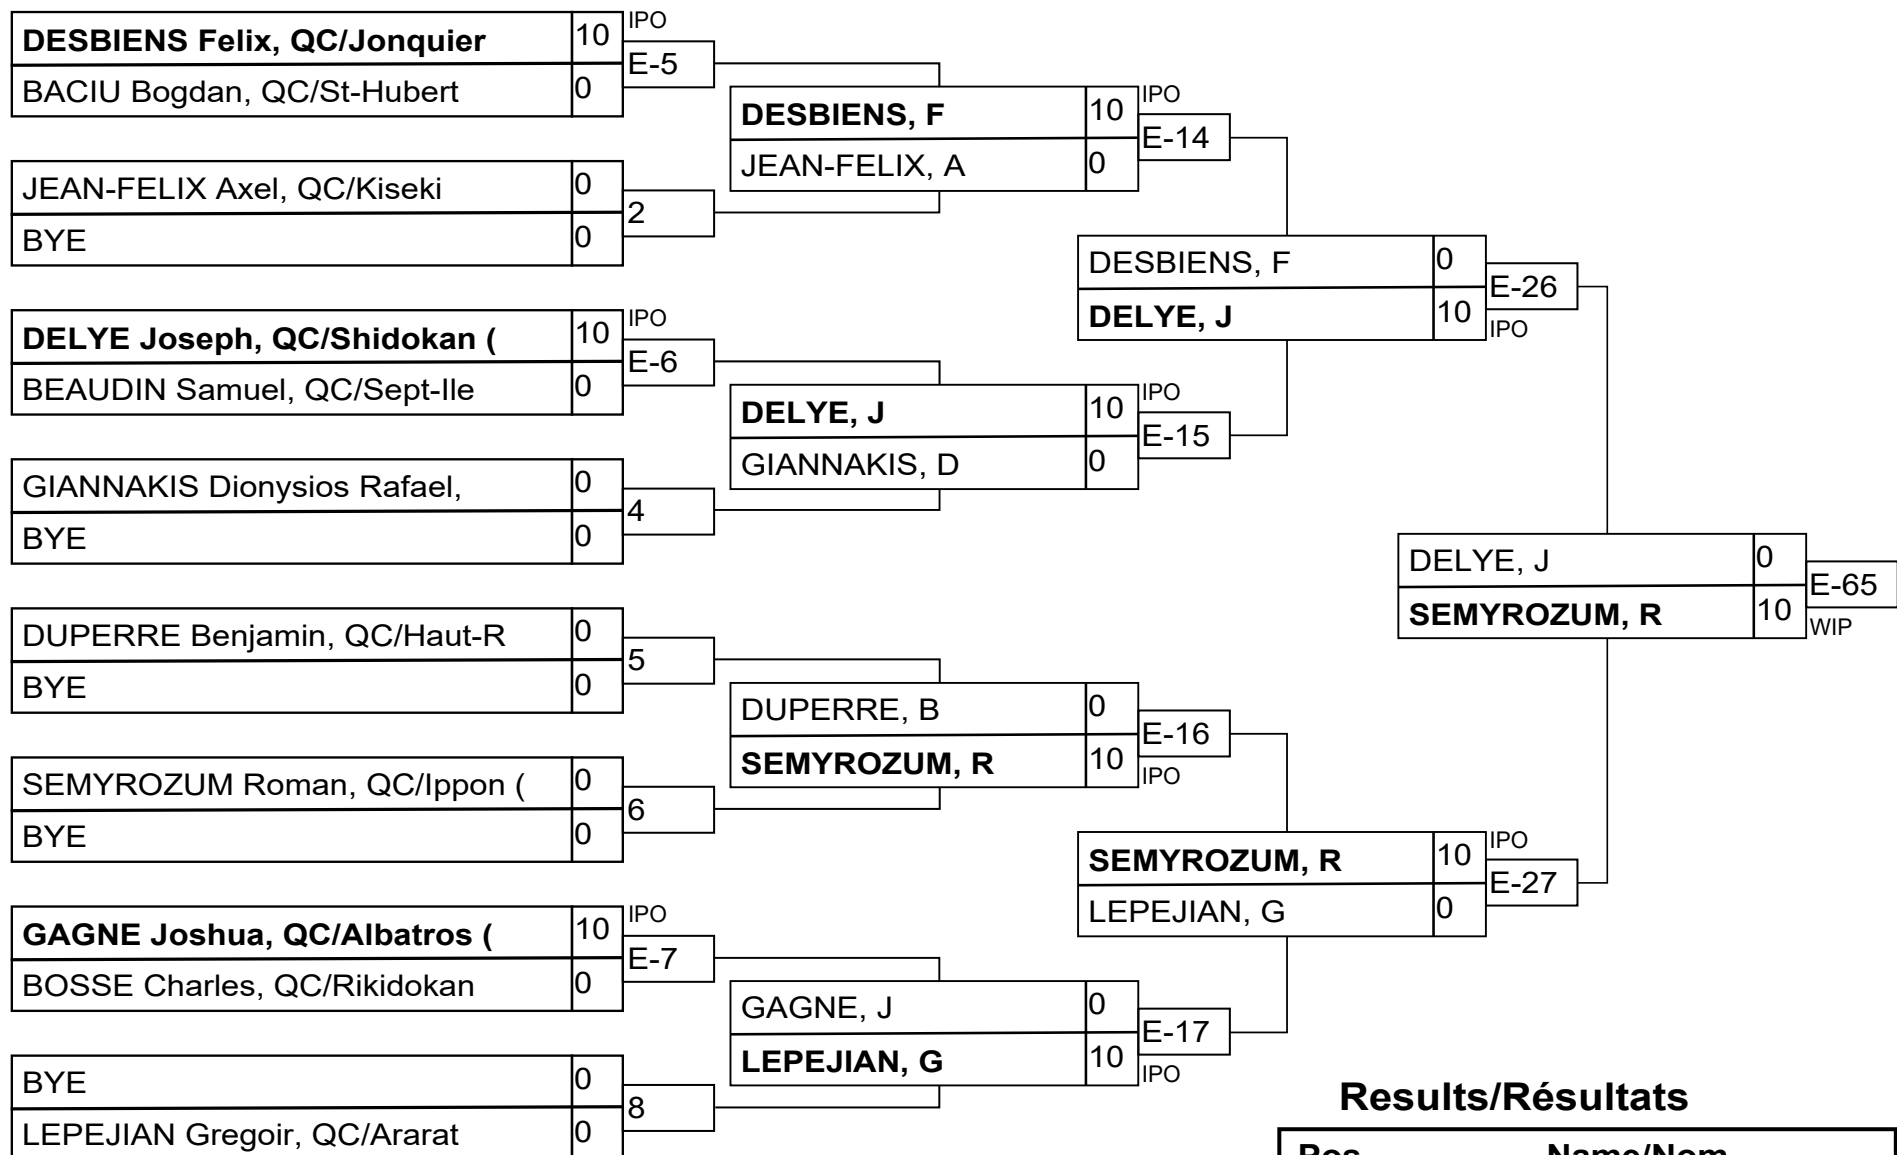 DESBIENS Felix, QC/Jonquier 10 IPO
BACIU Bogdan, QC/St-Hubert 0
E-5
JEAN-FELIX Axel, QC/Kiseki 0
BYE 0
2
DELYE Joseph, QC/Shidokan ( 10 IPO
BEAUDIN Samuel, QC/Sept-Ile 0
E-6
GIANNAKIS Dionysios Rafael, 0
BYE 0
4
DUPERRE Benjamin, QC/Haut-R 0
BYE 0
5
SEMYROZUM Roman, QC/Ippon ( 0
BYE 0
6
GAGNE Joshua, QC/Albatros ( 10 IPO
BOSSE Charles, QC/Rikidokan 0
E-7
BYE 0
LEPEJIAN Gregoir, QC/Ararat 0
8
DESBIENS, F 10 IPO
JEAN-FELIX, A 0
E-14
DELYE, J 10 IPO
GIANNAKIS, D 0
E-15
DUPERRE, B 0
SEMYROZUM, R 10 IPO
E-16
GAGNE, J 0
LEPEJIAN, G 10 IPO
E-17
DESBIENS, F 0
DELYE, J 10 IPO
E-26
SEMYROZUM, R 10 IPO
LEPEJIAN, G 0
E-27
DELYE, J 0
SEMYROZUM, R 10 WIP
E-65
Results/Résultats
Pos Name/Nom